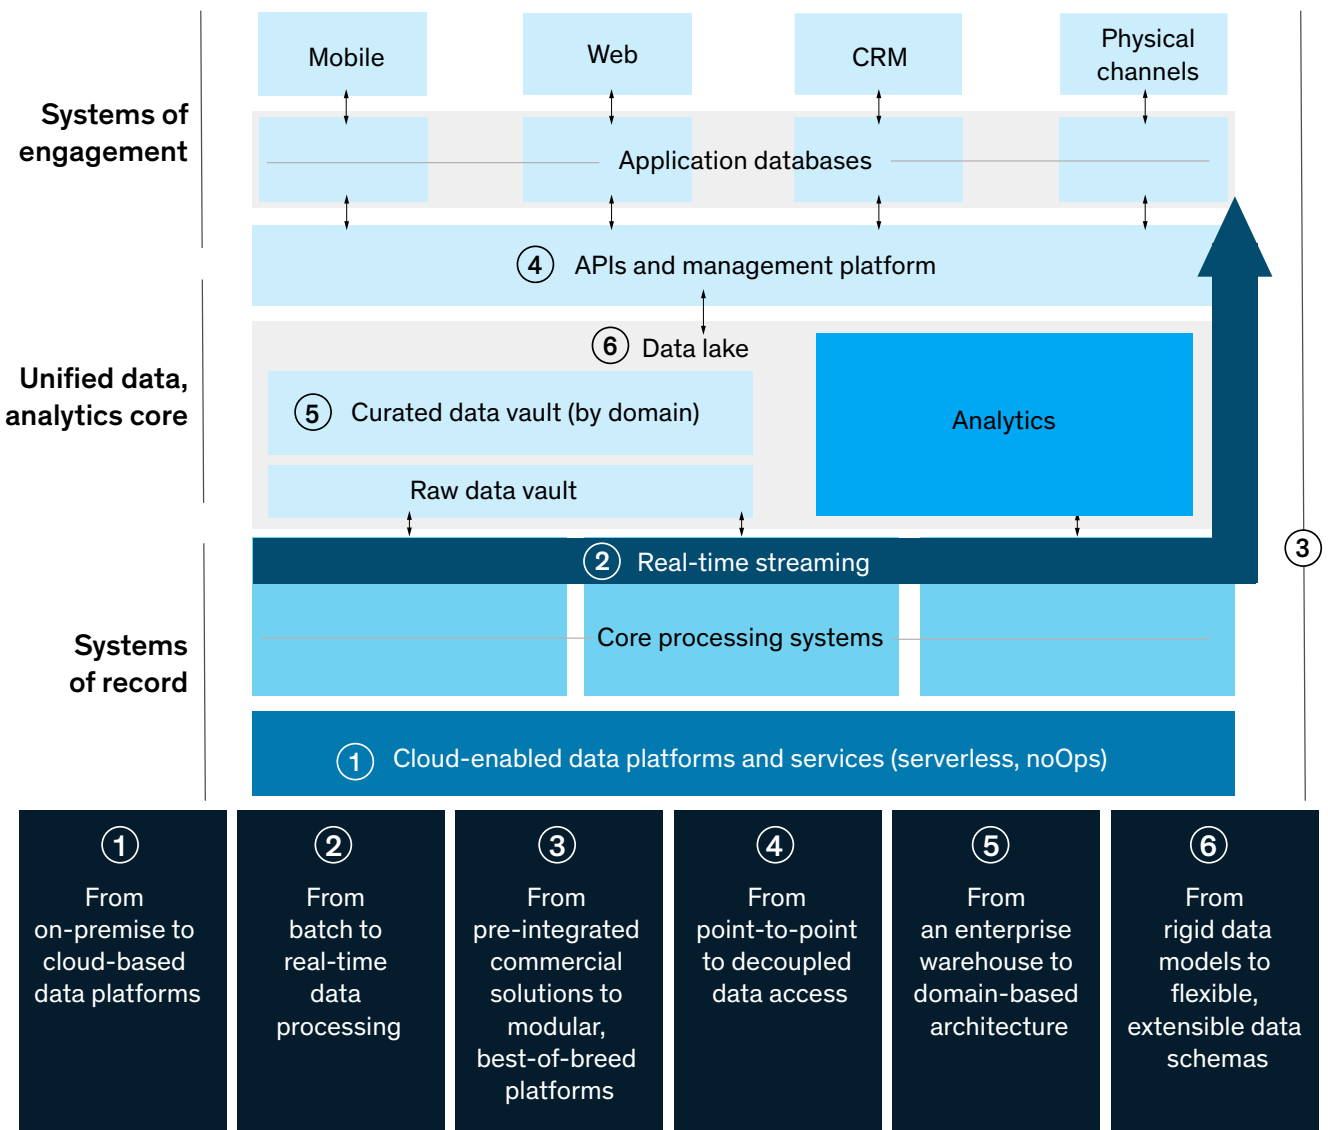 Systems of
engagement
Mobile
Web
CRM
Physical
channels
Application databases
4 APIs and management platform
Unified data,
analytics core
6 Data lake
5 Curated data vault (by domain)
Raw data vault
Analytics
3
2 Real-time streaming
Systems
of record
Core processing systems
1 Cloud-enabled data platforms and services (serverless, noOps)
1
From
on-premise to
cloud-based
data platforms
2
From
batch to
real-time
data
processing
3
From
pre-integrated
commercial
solutions to
modular,
best-of-breed
platforms
4
From
point-to-point
to decoupled
data access
5
From
an enterprise
warehouse to
domain-based
architecture
6
From
rigid data
models to
flexible,
extensible data
schemas